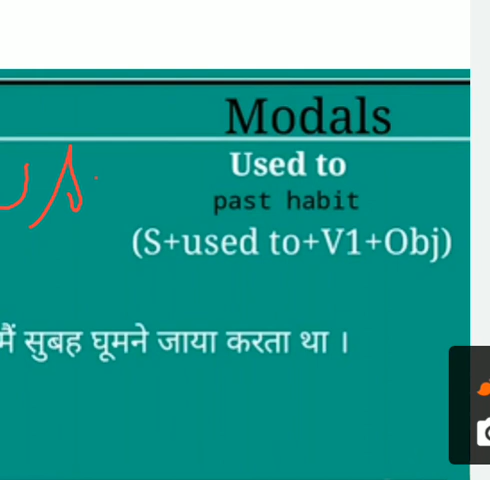 Modals
Used to
past habit
(S+used to+V1+Obj)
मैं सुबह घूमने जाया करता था ।